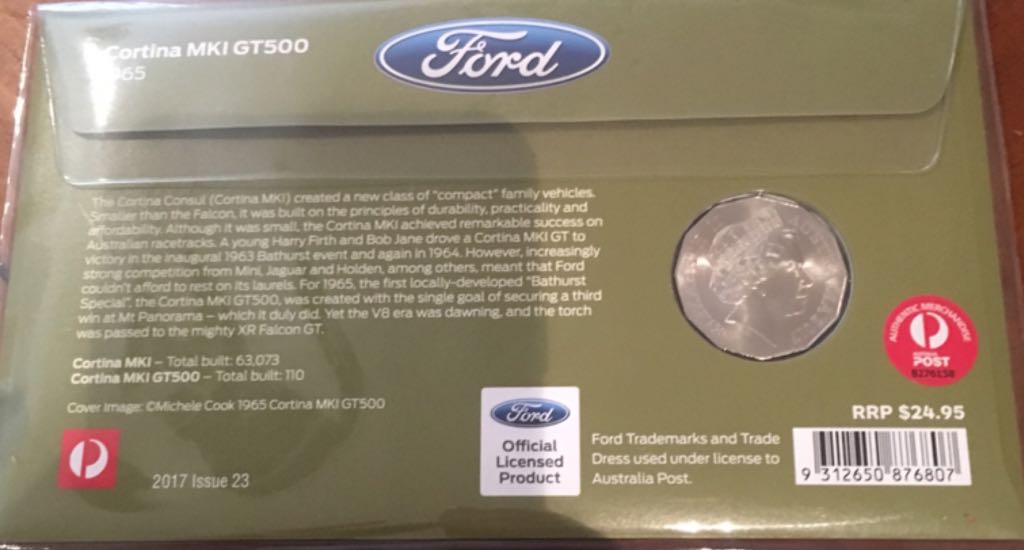 Cortina MKI GT500
1965
Ford
The Cortina Consul (Cortina MKI) created a new class of "compact" family vehicles.
Smaller than the Falcon, it was built on the principles of durability, practicality and
affordability. Although it was small, the Cortina MKI achieved remarkable success on
Australian racetracks. A young Harry Firth and Bob Jane drove a Cortina MKI GT to
victory in the inaugural 1963 Bathurst event and again in 1964. However, increasingly
strong competition from Mini, Jaguar and Holden, among others, meant that Ford
couldn't afford to rest on its laurels. For 1965, the first locally-developed "Bathurst
Special", the Cortina MKI GT500, was created with the single goal of securing a third
win at Mt Panorama – which it duly did. Yet the V8 era was dawning, and the torch
was passed to the mighty XR Falcon GT.
Cortina MKI – Total built: 63,073
Cortina MKI GT500 – Total built: 110
Cover Image: ©Michele Cook 1965 Cortina MKI GT500
2017 Issue 23
Ford
Official
Licensed
Product
Ford Trademarks and Trade
Dress used under license to
Australia Post.
AUTHENTIC MERCHANDISE
POST
8276158
RRP $24.95
9 312650 876807